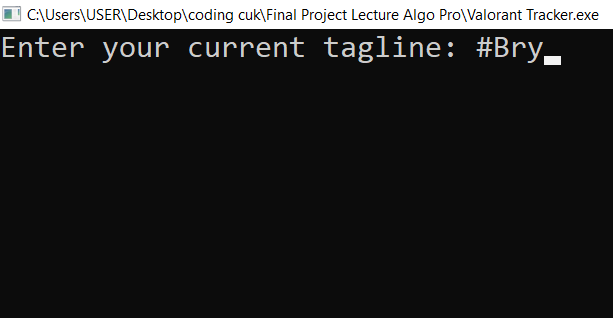 C:\Users\USER\Desktop\coding cuk\Final Project Lecture Algo Pro\Valorant Tracker.exe
Enter your current tagline: #Bry